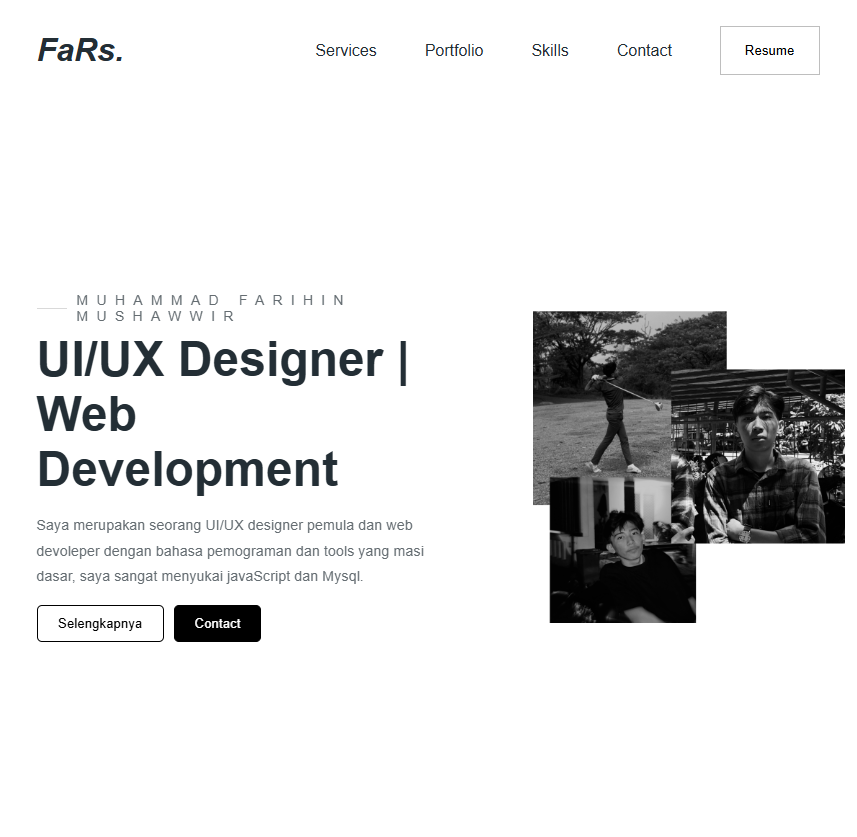 FaRs.
Services Portfolio Skills Contact Resume
MUHAMMAD FARIHIN
MUSHAWWIR
UI/UX Designer |
Web
Development
Saya merupakan seorang UI/UX designer pemula dan web
devoleper dengan bahasa pemograman dan tools yang masi
dasar, saya sangat menyukai javaScript dan Mysql.
Selengkapnya Contact